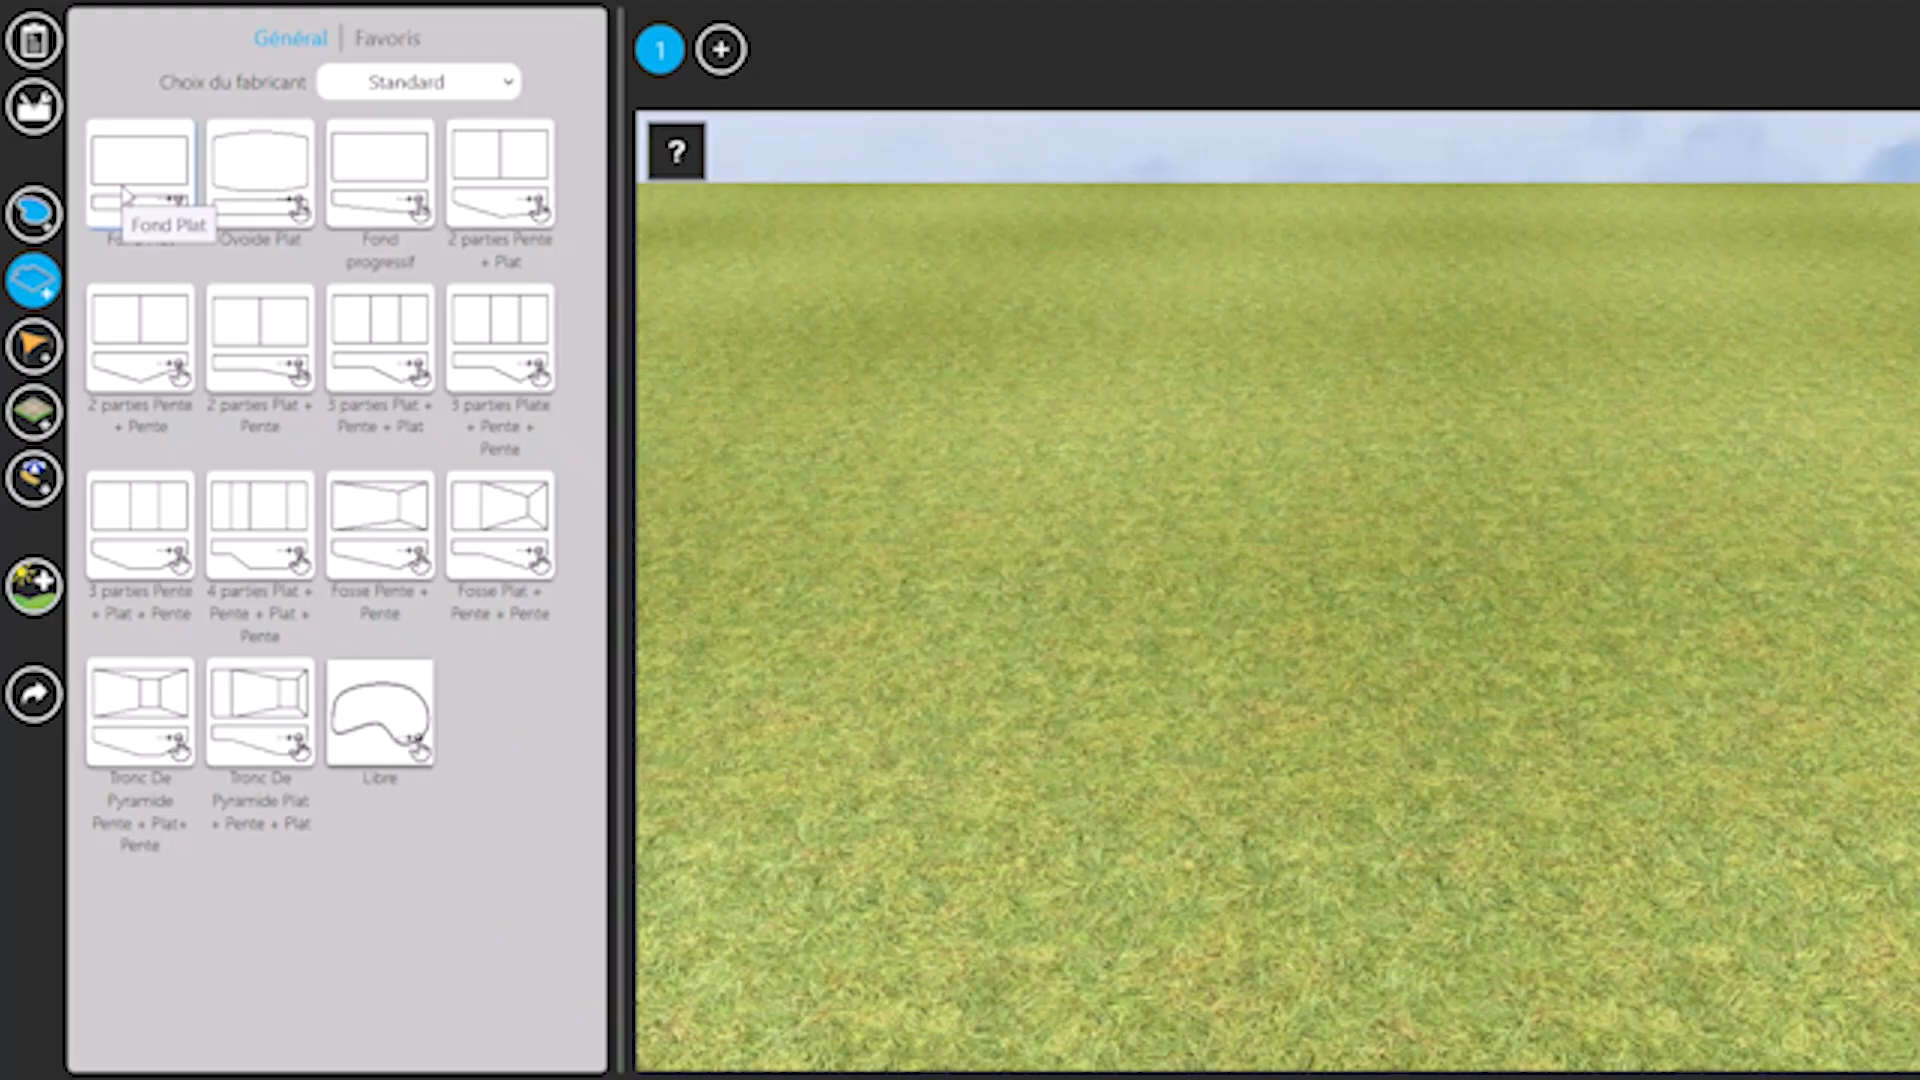 Général | Favoris
Choix du fabricant Standard
1
?
Fond Plat
Ovoïde Plat
Fond
progressif
2 parties Pente
+ Plat
2 parties Pente
+ Pente
2 parties Plat +
Pente
3 parties Plat +
Pente + Plat
3 parties Plate
+ Pente +
Pente
3 parties Pente
+ Plat + Pente
4 parties Plat +
Pente + Plat +
Pente
Fosse Pente +
Pente
Fosse Plat +
Pente + Pente
Tronc De
Pyramide
Pente + Plat+
Pente
Tronc De
Pyramide Plat
+ Pente + Plat
Libre